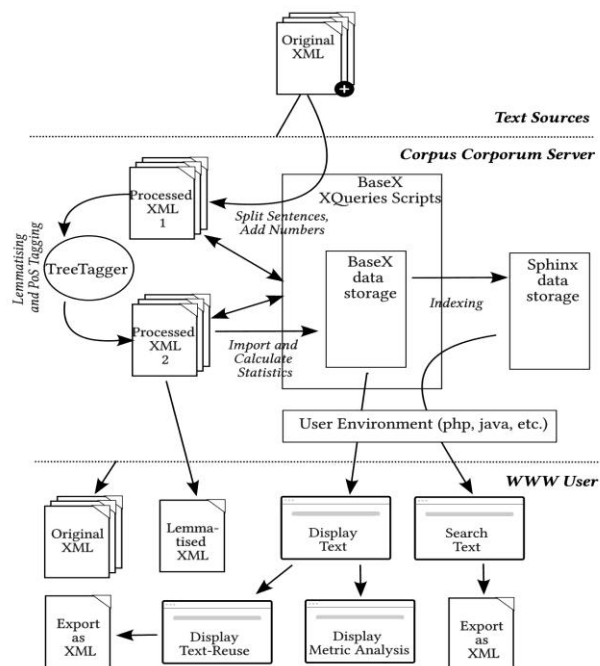 Original
XML
Text Sources
Corpus Corporum Server
BaseX
XQueries Scripts
Processed
XML
1
Split Sentences,
Add Numbers
Lemmatising
and PoS Tagging
TreeTagger
BaseX
data
storage
Indexing
Sphinx
data
storage
Processed
XML
2
Import and
Calculate
Statistics
User Environment (php, java, etc.)
WWW User
Original
XML
Lemma-
tised
XML
Display
Text
Search
Text
Export
as
XML
Display
Text-Reuse
Display
Metric Analysis
Export
as
XML